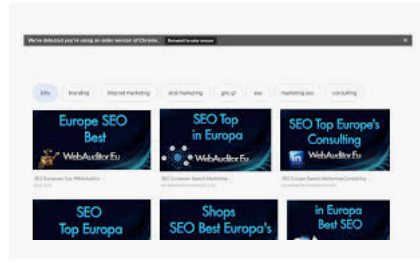 We've detected you're using an older version of Chrome.
branding
viral marketing
seo
marketing seo
consulting
Europe SEO
Best
WebAuditor.Eu
SEO Top
in Europa
WebAuditor.Eu
SEO Top Europe's
Consulting
in WebAuditor.Eu
SEO
Top Europa
Shops
SEO Best Europa's
in Europa
Best SEO